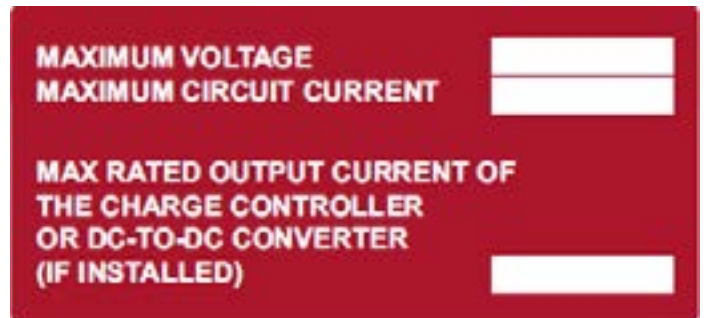 MAXIMUM VOLTAGE
MAXIMUM CIRCUIT CURRENT
MAX RATED OUTPUT CURRENT OF
THE CHARGE CONTROLLER
OR DC-TO-DC CONVERTER
(IF INSTALLED)